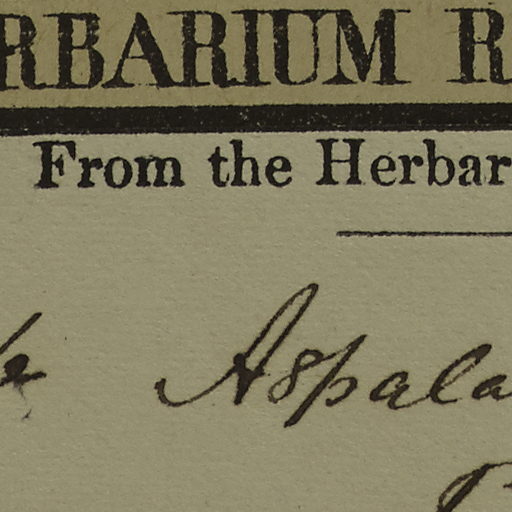 RBARIUM R
From the Herbar
Aspala